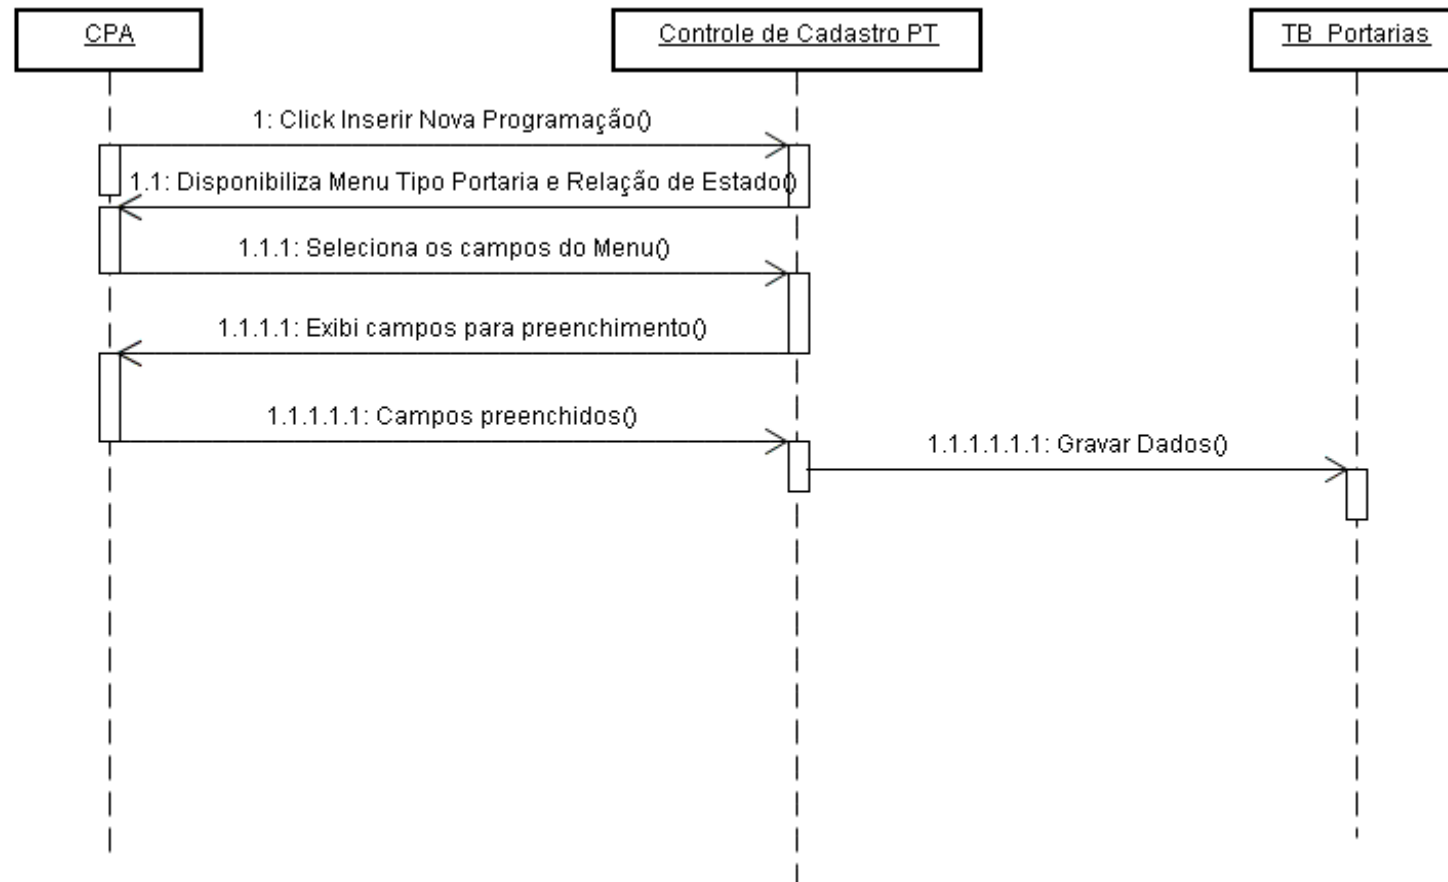 CPA
Controle de Cadastro PT
TB_Portarias
1: Click Inserir Nova Programação()
1.1: Disponibiliza Menu Tipo Portaria e Relação de Estado()
1.1.1: Seleciona os campos do Menu()
1.1.1.1: Exibi campos para preenchimento()
1.1.1.1.1: Campos preenchidos()
1.1.1.1.1.1: Gravar Dados()